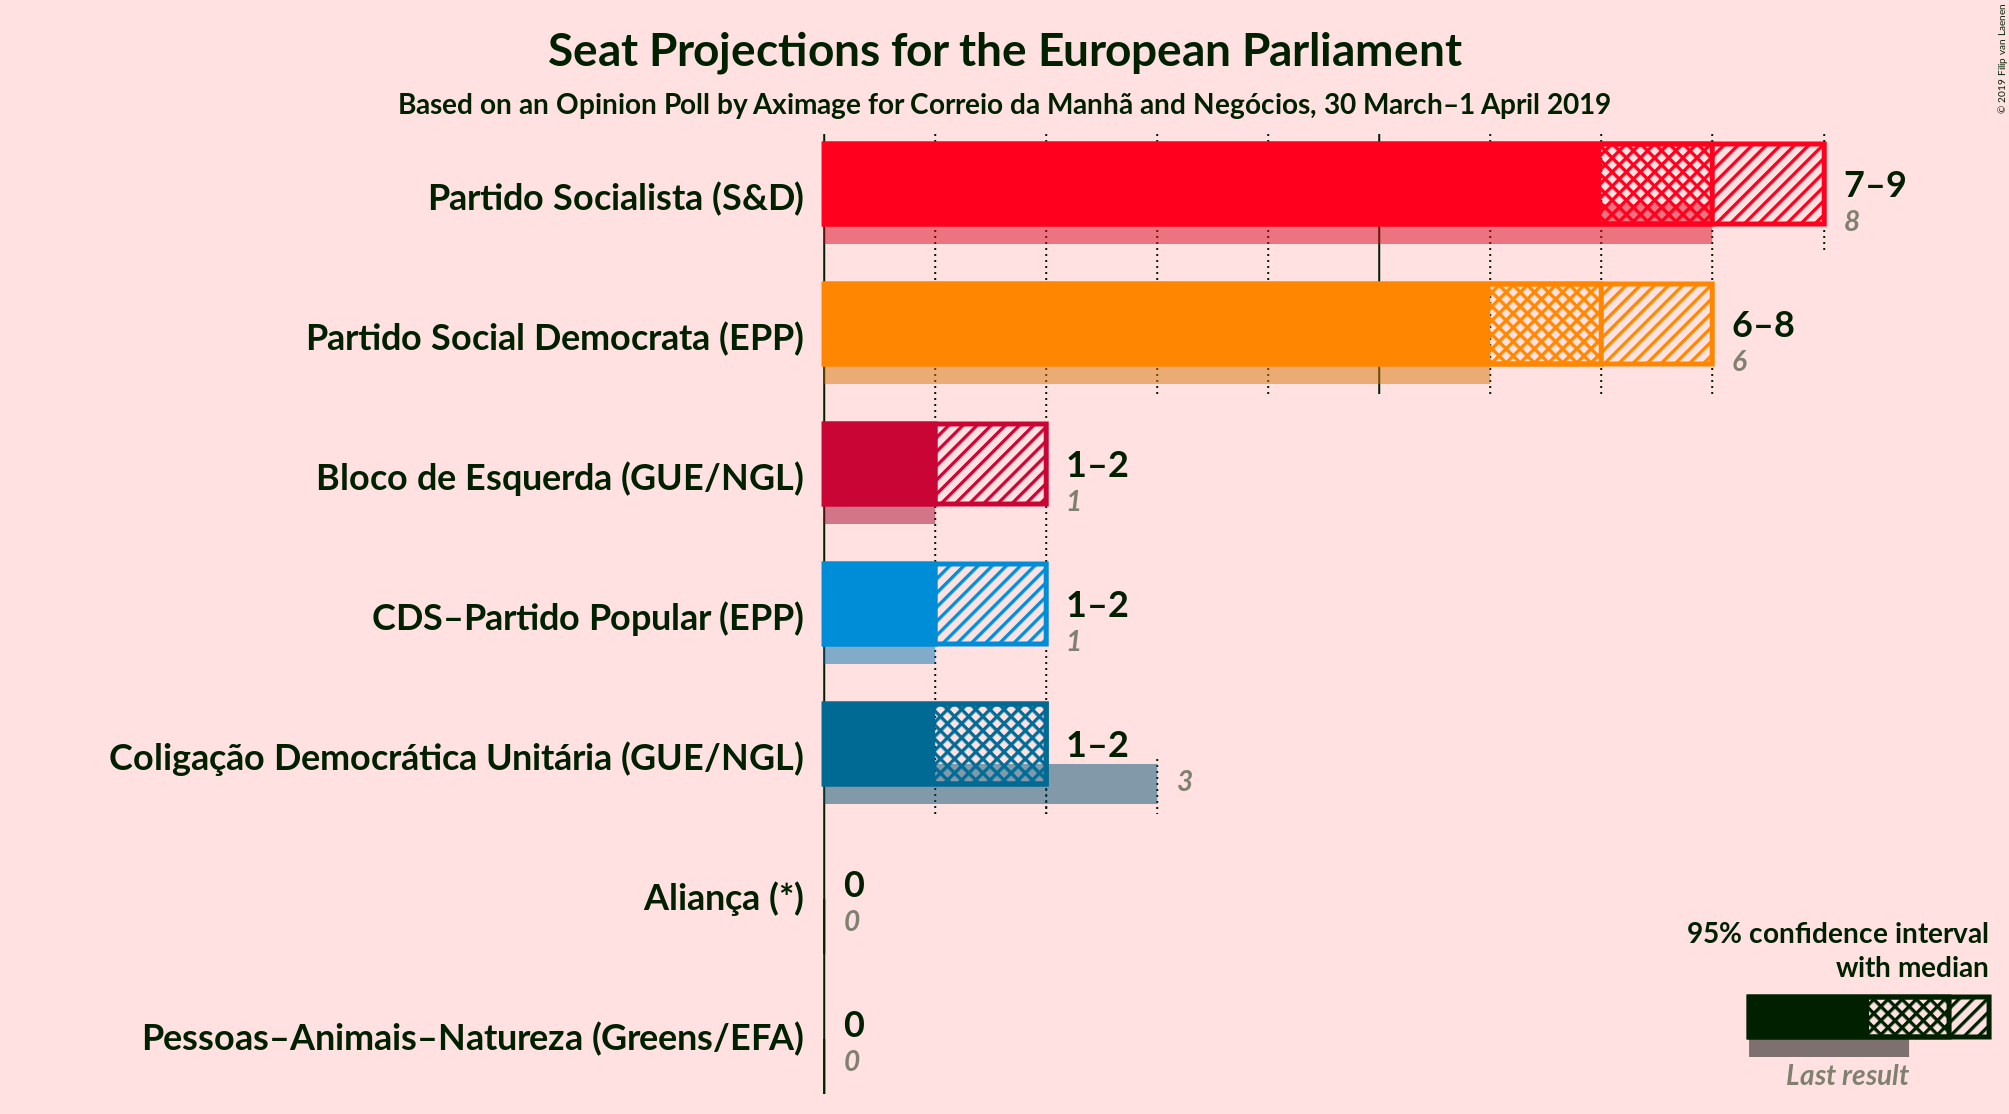 Seat Projections for the European Parliament
Based on an Opinion Poll by Aximage for Correio da Manhã and Negócios, 30 March–1 April 2019
© 2019 Filip van Laenen
Partido Socialista (S&D)
7–9
8
Partido Social Democrata (EPP)
6–8
6
Bloco de Esquerda (GUE/NGL)
1–2
1
CDS–Partido Popular (EPP)
1–2
1
Coligação Democrática Unitária (GUE/NGL)
1–2
3
Aliança (*)
0
0
Pessoas–Animais–Natureza (Greens/EFA)
0
0
95% confidence interval
with median
Last result